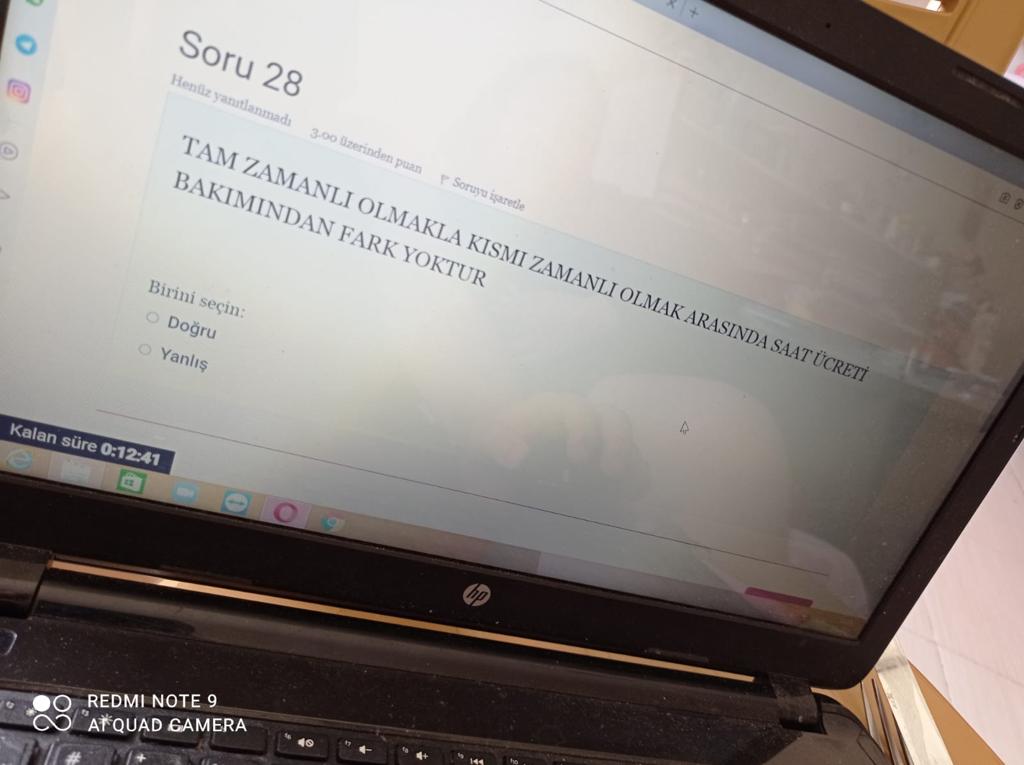 Soru 28
Henüz yanıtlanmadı
3.00 üzerinden puan
Soruyu işaretle
TAM ZAMANLI OLMAKLA KISMI ZAMANLI OLMAK ARASINDA SAAT ÜCRETİ
BAKIMINDAN FARK YOKTUR
Birini seçin:
Doğru
Yanlış
Kalan süre 0:12:41
hp
REDMI NOTE 9
AI QUAD CAMERA